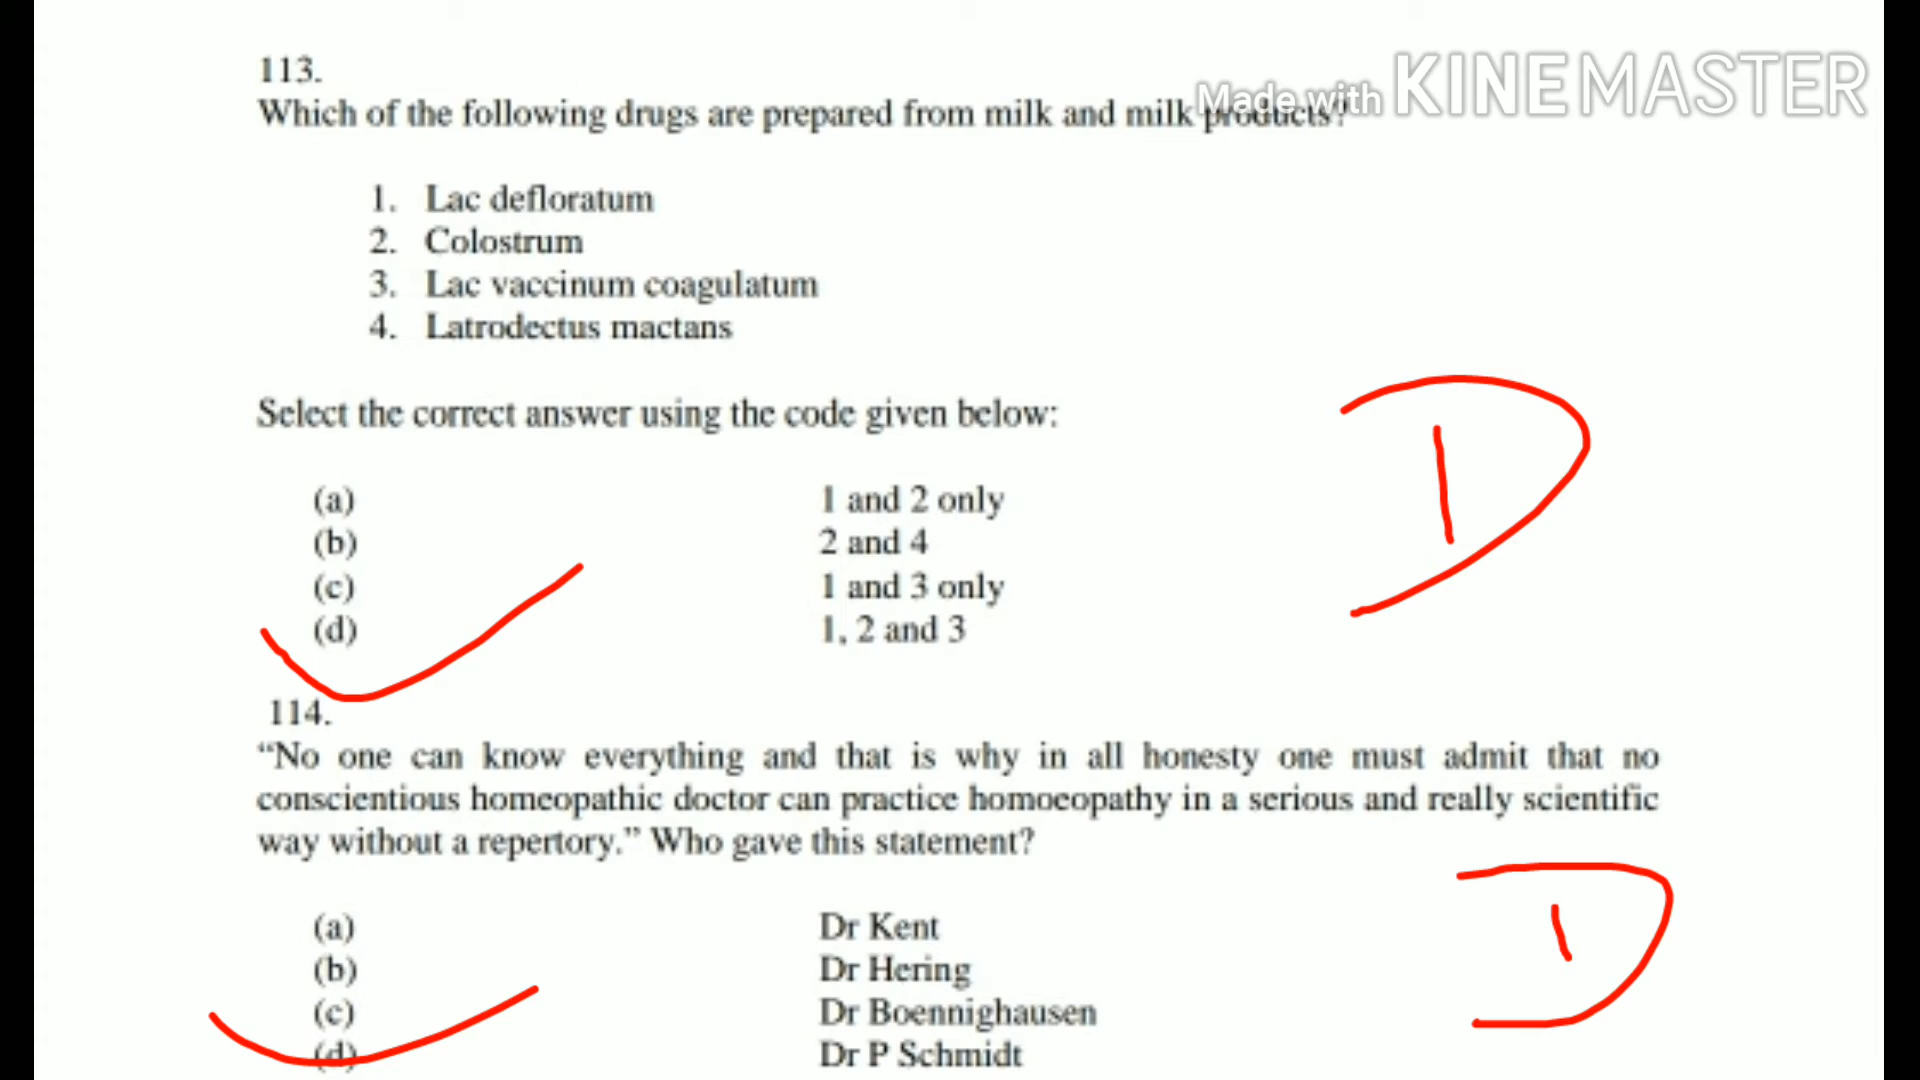 113.
Made with KINEMASTER
Which of the following drugs are prepared from milk and milk products?
1. Lac defloratum
2. Colostrum
3. Lac vaccinum coagulatum
4. Latrodectus mactans
Select the correct answer using the code given below:
(a) 1 and 2 only
(b) 2 and 4
(c) 1 and 3 only
(d) 1, 2 and 3
D
114.
“No one can know everything and that is why in all honesty one must admit that no
conscientious homeopathic doctor can practice homoeopathy in a serious and really scientific
way without a repertory.” Who gave this statement?
(a) Dr Kent
(b) Dr Hering
(c) Dr Boennighausen
(d) Dr P Schmidt
D